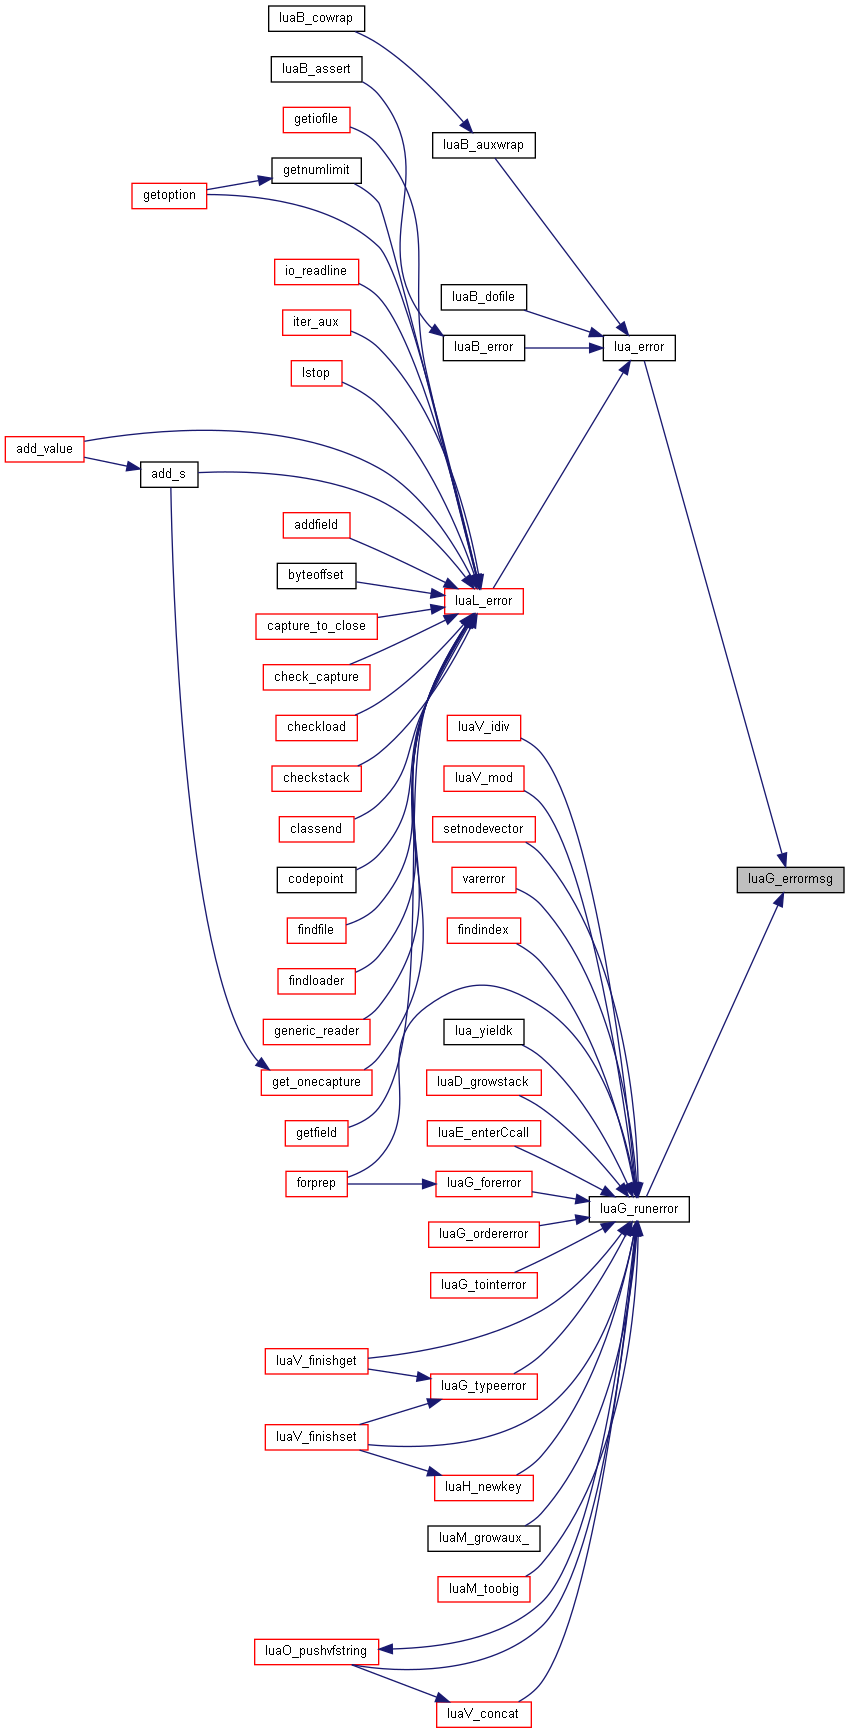 luaB_cowrap
luaB_assert
getiofile
luaB_auxwrap
getnumlimit
getoption
io_readline
luaB_dofile
iter_aux
luaB_error
lua_error
lstop
add_value
add_s
addfield
byteoffset
luaL_error
capture_to_close
check_capture
checkload
luaV_idiv
checkstack
luaV_mod
classend
setnodevector
codepoint
varerror
luaG_errormsg
findfile
findindex
findloader
generic_reader
lua_yieldk
get_onecapture
luaD_growstack
getfield
luaE_enterCcall
forprep
luaG_forerror
luaG_runerror
luaG_ordererror
luaG_tointerror
luaV_finishget
luaG_typeerror
luaV_finishset
luaH_newkey
luaM_growaux_
luaM_toobig
luaO_pushvfstring
luaV_concat